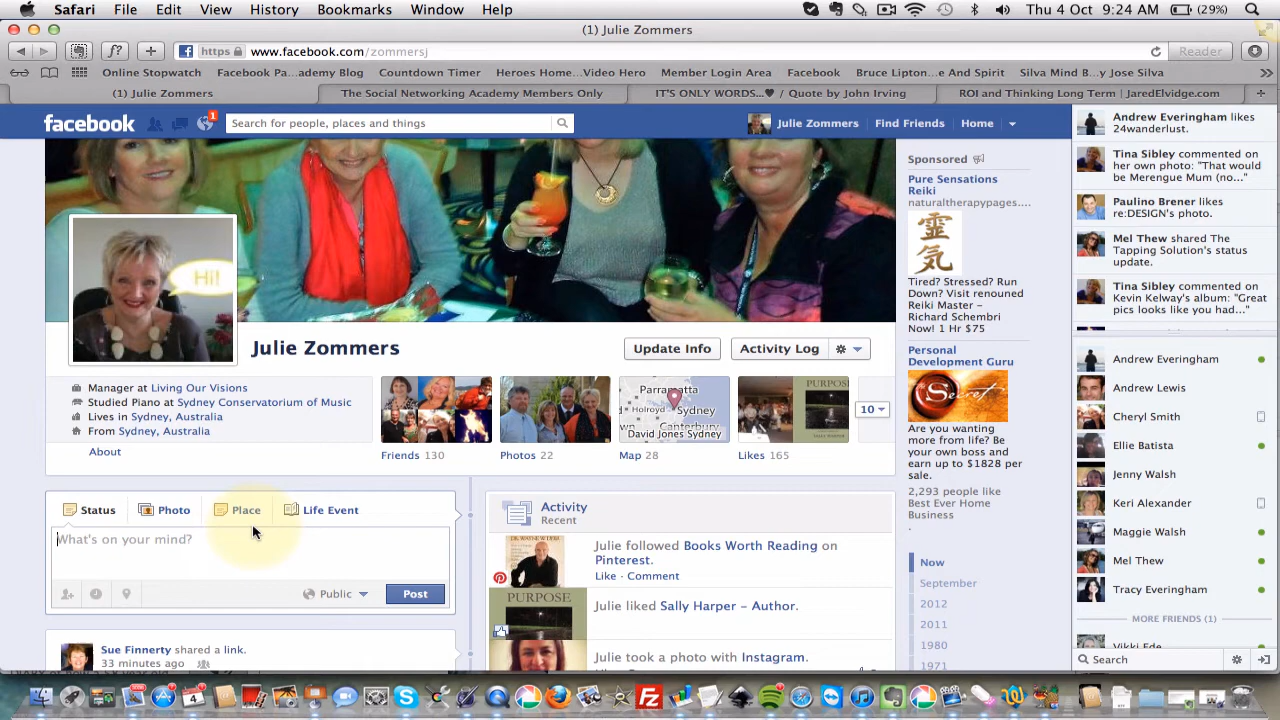 Safari File Edit View History Bookmarks Window Help Thu 4 Oct 9:24 AM (29%)
(1) Julie Zommers
https www.facebook.com/zommersj Reader
Online Stopwatch Facebook Pa...ademy Blog Countdown Timer Heroes Home...Video Hero Member Login Area Facebook Bruce Lipton...e And Spirit Silva Mind B...y Jose Silva
(1) Julie Zommers The Social Networking Academy Members Only IT'S ONLY WORDS...♥ / Quote by John Irving ROI and Thinking Long Term | JaredElvidge.com
facebook 1 Search for people, places and things Julie Zommers Find Friends Home
Hi!
Julie Zommers
Update Info Activity Log
Manager at Living Our Visions
Studied Piano at Sydney Conservatorium of Music
Lives in Sydney, Australia
From Sydney, Australia
About
Parramatta
Holroyd Sydney
Canterbury
David Jones Sydney
PURPOSE
10
Friends 130 Photos 22 Map 28 Likes 165
Status Photo Place Life Event
What's on your mind?
Public Post
Sue Finnerty shared a link.
33 minutes ago
Activity
Recent
DR. WAYNE W. DYER
Julie followed Books Worth Reading on
Pinterest.
Like · Comment
PURPOSE
Julie liked Sally Harper – Author.
Julie took a photo with Instagram.
Sponsored
Pure Sensations
Reiki
naturaltherapypages....
靈
気
Tired? Stressed? Run
Down? Visit renouned
Reiki Master –
Richard Schembri
Now! 1 Hr $75
Personal
Development Guru
Secret
Are you wanting
more from life? Be
your own boss and
earn up to $1828 per
sale.
2,293 people like
Best Ever Home
Business
.
Now
September
2012
2011
1980
1971
Andrew Everingham likes
24wanderlust.
Tina Sibley commented on
her own photo: "That would
be Merengue Mum (no..."
Paulino Brener likes
re:DESIGN's photo.
Mel Thew shared The
Tapping Solution's status
update.
Tina Sibley commented on
Kevin Kelway's album: "Great
pics looks like you had..."
Andrew Everingham
Andrew Lewis
Cheryl Smith
Ellie Batista
Jenny Walsh
Keri Alexander
Maggie Walsh
Mel Thew
Tracy Everingham
MORE FRIENDS (1)
Vikki Ede
Search